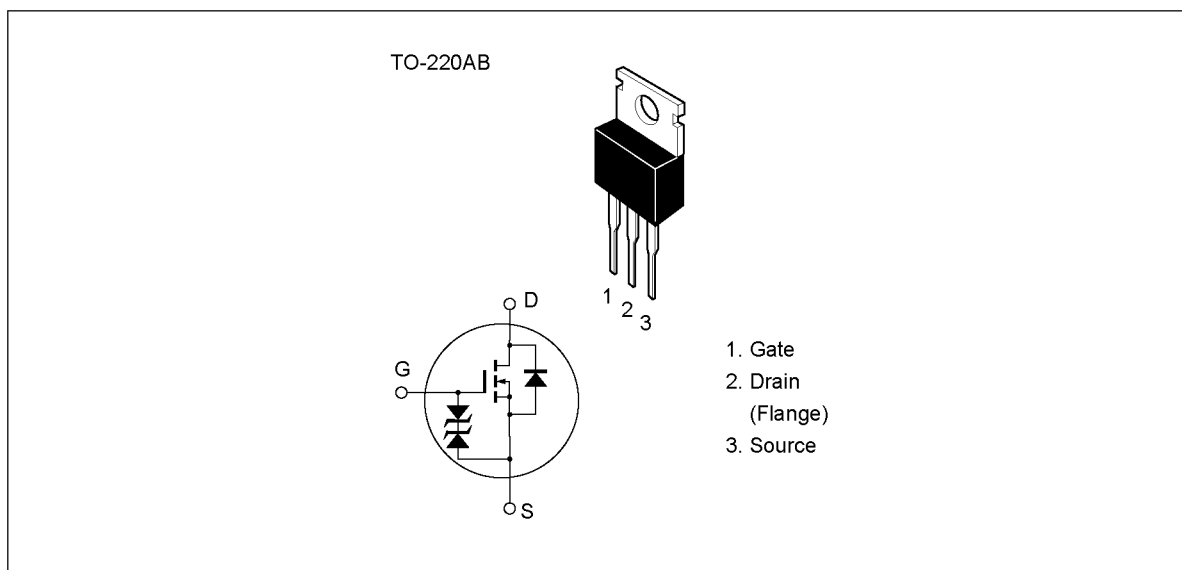 TO-220AB
1
2
3
D
G
S
1. Gate
2. Drain
(Flange)
3. Source